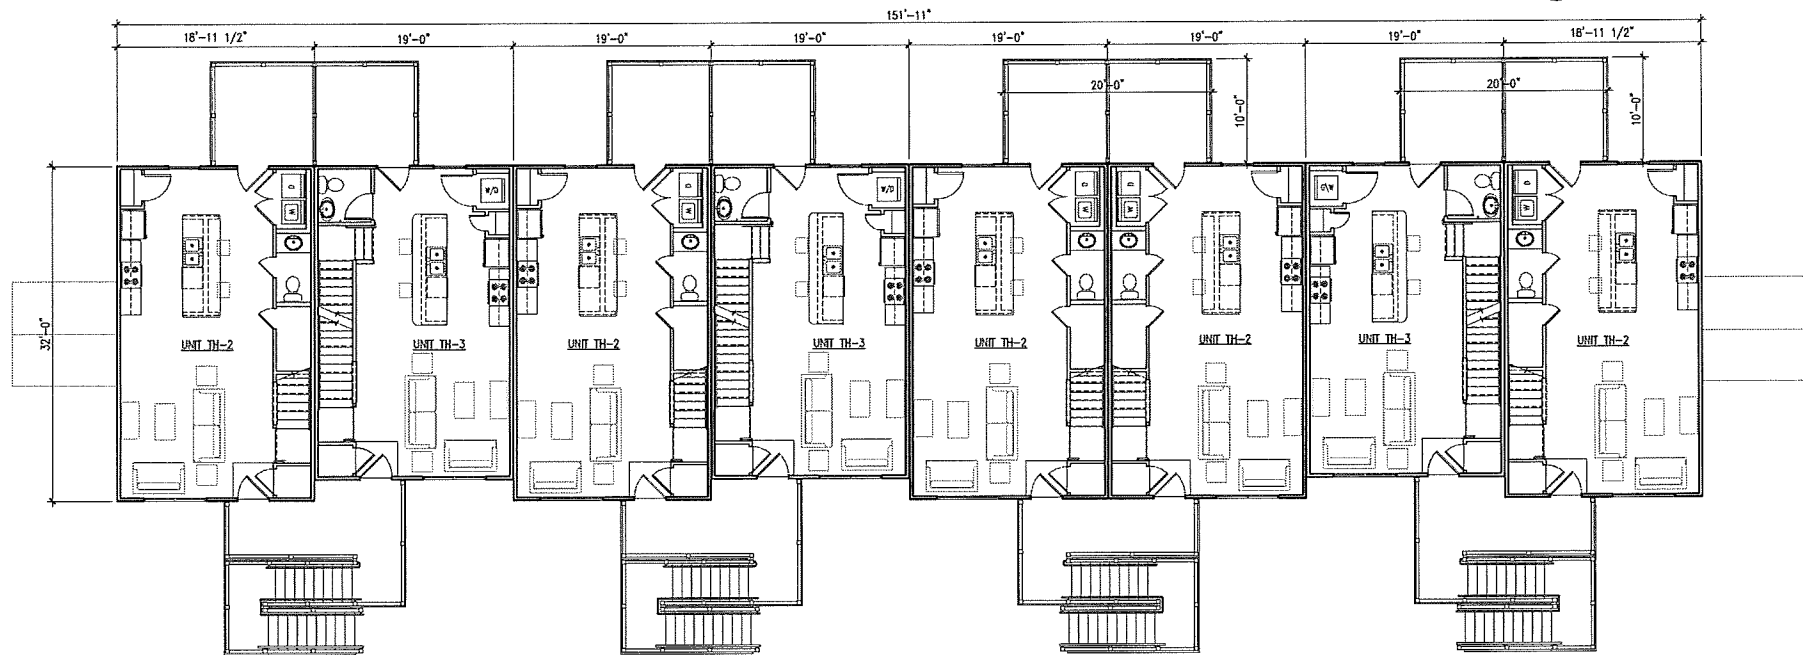 151'-11"
18'-11 1/2" 19'-0" 19'-0" 19'-0" 19'-0" 19'-0" 19'-0" 18'-11 1/2"
20'-0" 10'-0" 20'-0" 10'-0"
D W/D D W/D D D W/D D
W W W W W
32'-0"
UNIT TH-2 UNIT TH-3 UNIT TH-2 UNIT TH-3 UNIT TH-2 UNIT TH-2 UNIT TH-3 UNIT TH-2